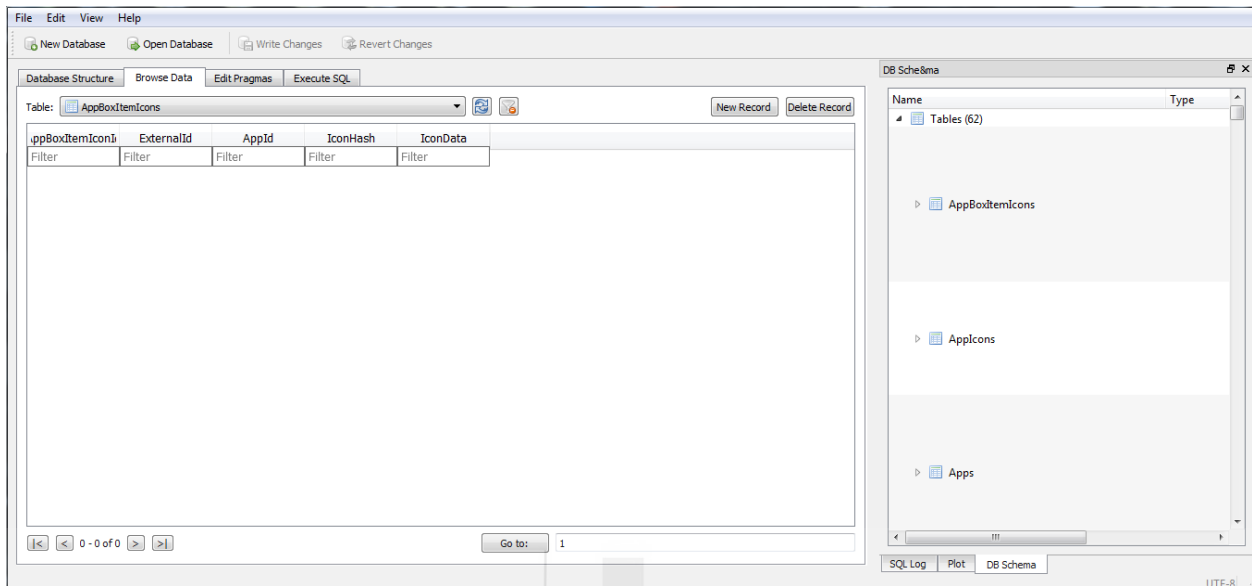 File Edit View Help
New Database Open Database Write Changes Revert Changes
Database Structure Browse Data Edit Pragmas Execute SQL
Table: AppBoxItemIcons New Record Delete Record
ExternalId AppId IconHash IconData
Filter Filter Filter Filter Filter
0 - 0 of 0 Go to: 1
DB Sche&ma
Name Type
Tables (62)
AppBoxItemIcons
AppIcons
Apps
SQL Log Plot DB Schema
UTF-8